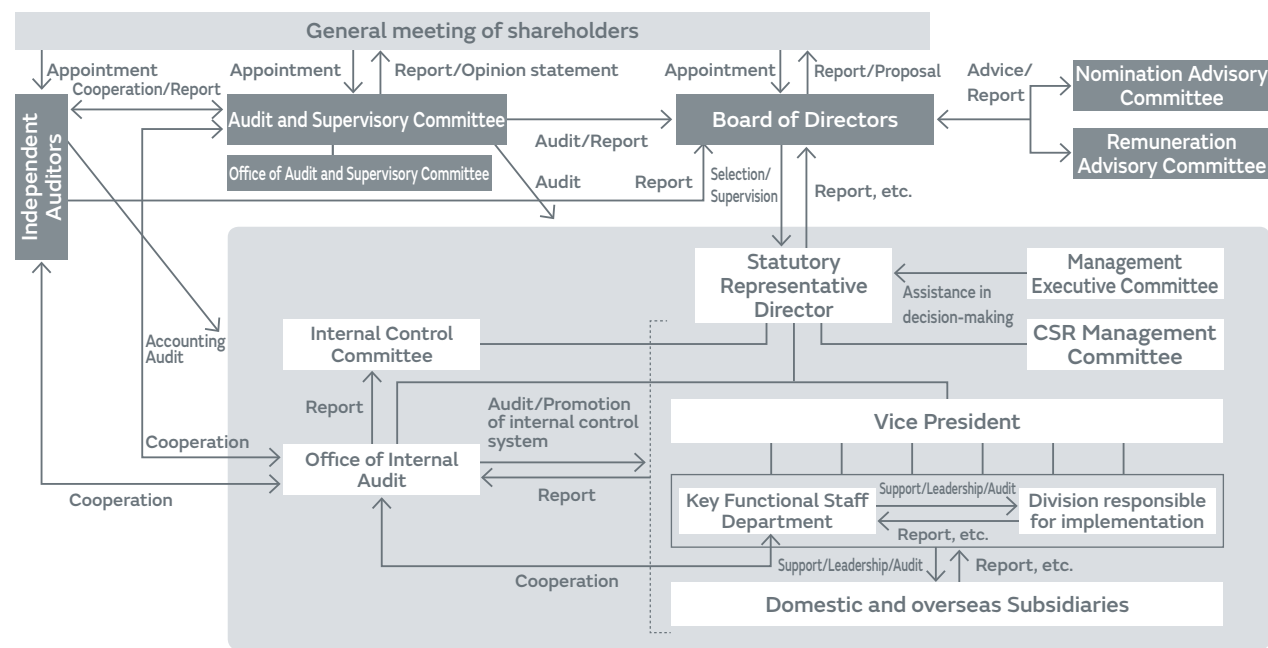 General meeting of shareholders
Appointment
Appointment
Report/Opinion statement
Appointment
Report/Proposal
Advice/
Report
Nomination Advisory
Committee
Cooperation/Report
Independent
Auditors
Audit and Supervisory Committee
Board of Directors
Audit/Report
Remuneration
Advisory Committee
Office of Audit and Supervisory Committee
Audit
Report
Selection/
Supervision
Report, etc.
Statutory
Representative
Director
Management
Executive Committee
Assistance in
decision-making
Accounting
Audit
Internal Control
Committee
CSR Management
Committee
Report
Audit/Promotion
of internal control
system
Vice President
Cooperation
Office of Internal
Audit
Cooperation
Report
Key Functional Staff
Department
Support/Leadership/Audit
Division responsible
for implementation
Report, etc.
Cooperation
Support/Leadership/Audit
Report, etc.
Domestic and overseas Subsidiaries